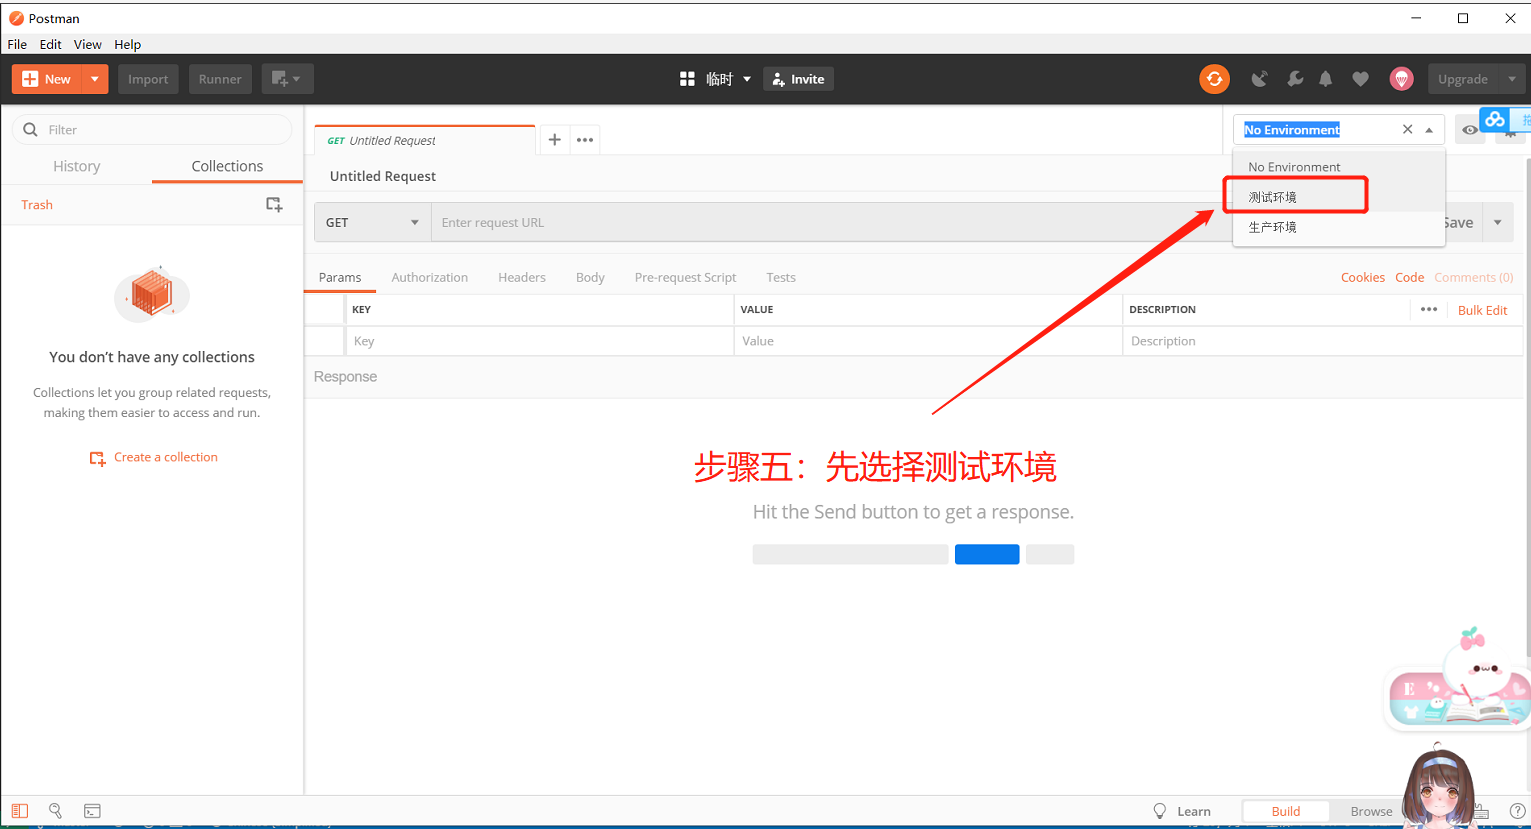 Postman
File Edit View Help
New Import Runner 临时 Invite Upgrade
Filter
History Collections
Trash
You don’t have any collections
Collections let you group related requests,
making them easier to access and run.
Create a collection
GET Untitled Request
No Environment
No Environment
测试环境
生产环境
Untitled Request
GET Enter request URL Save
Params Authorization Headers Body Pre-request Script Tests Cookies Code Comments (0)
KEY VALUE DESCRIPTION Bulk Edit
Key Value Description
Response
步骤五：先选择测试环境
Hit the Send button to get a response.
Learn Build Browse